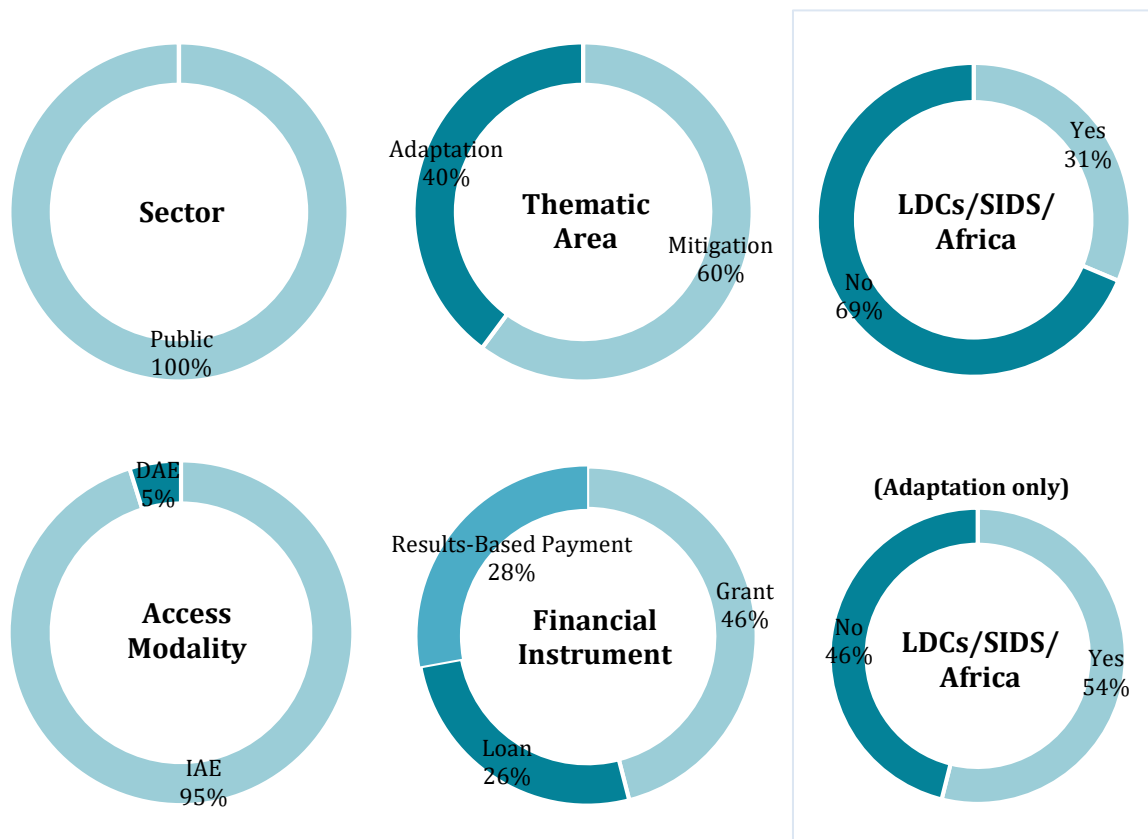 Sector
Public
100%
Adaptation
40%
Thematic
Area
Mitigation
60%
Yes
31%
LDCs/SIDS/
Africa
No
69%
DAE
5%
Access
Modality
IAE
95%
Results-Based Payment
28%
Grant
46%
Financial
Instrument
Loan
26%
(Adaptation only)
No
46%
LDCs/SIDS/
Africa
Yes
54%